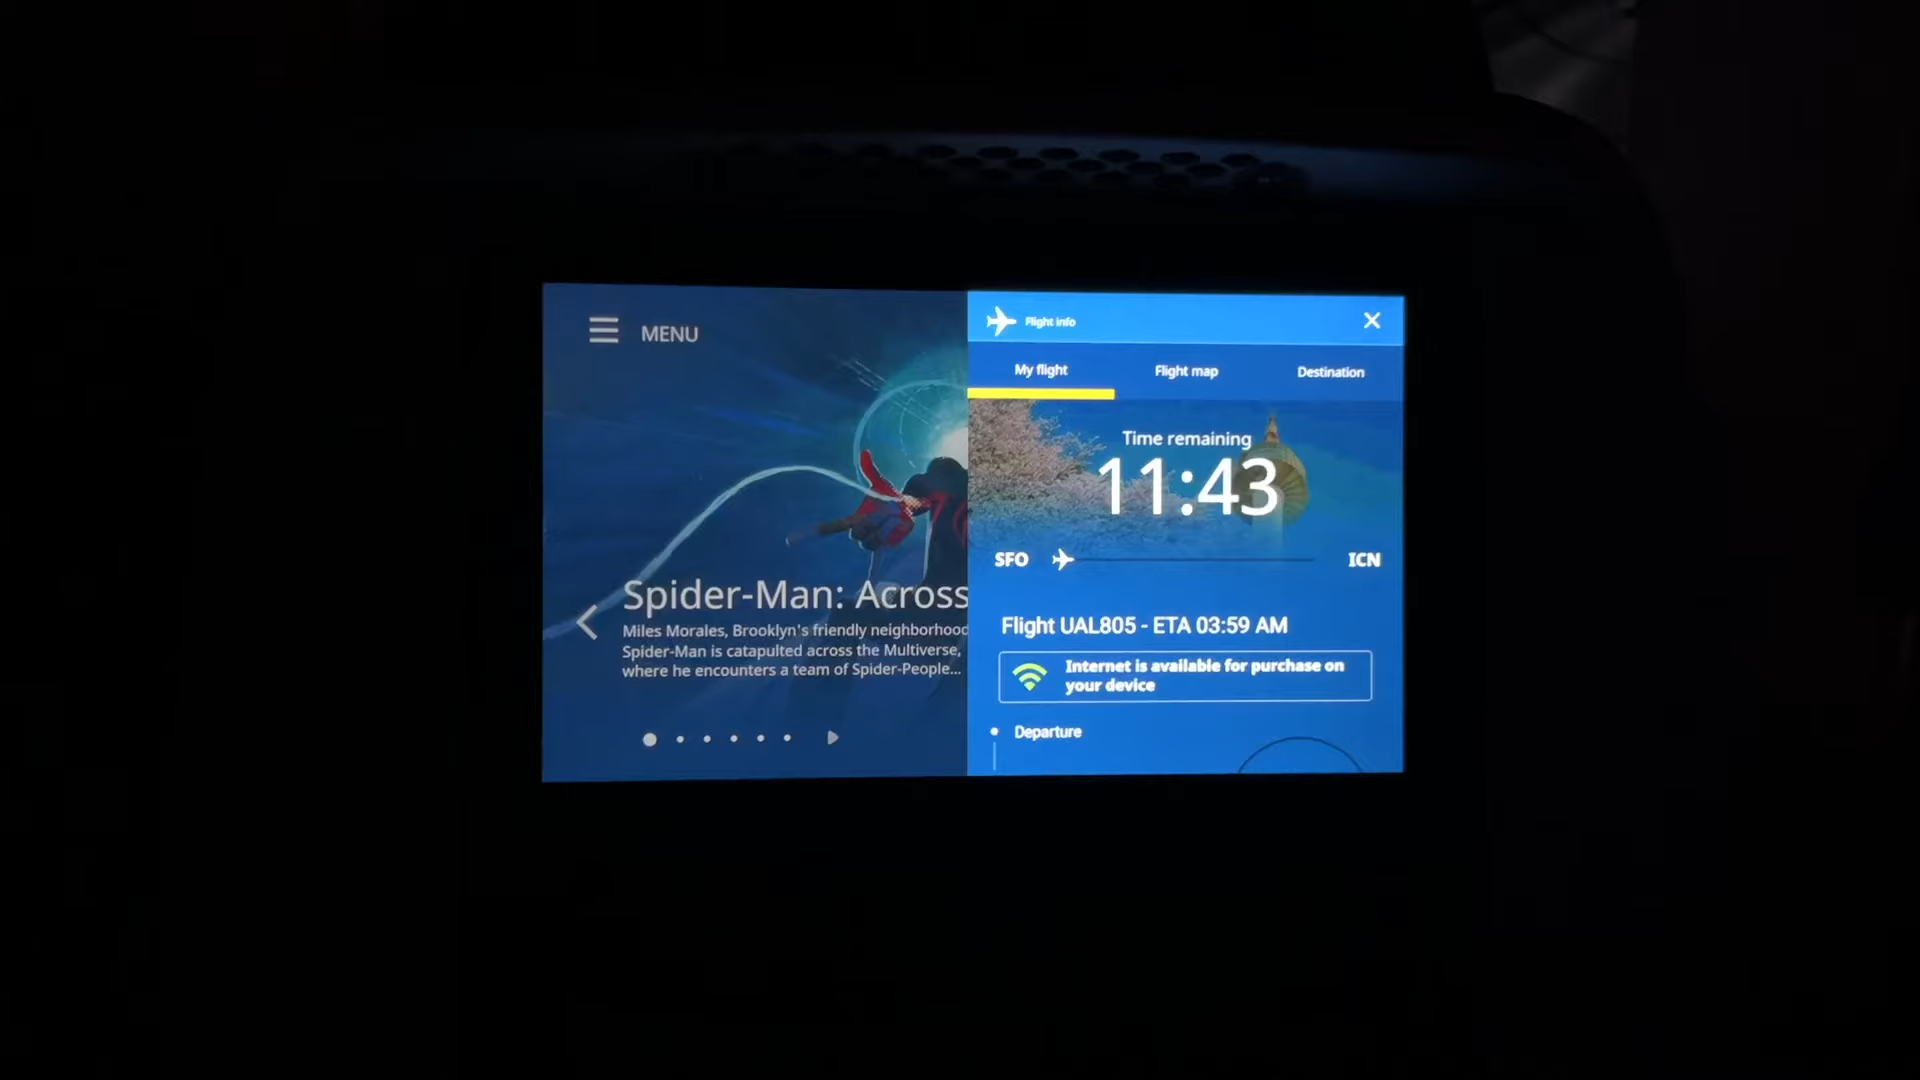 MENU
Spider-Man: Across
Miles Morales, Brooklyn's friendly neighborhood
Spider-Man is catapulted across the Multiverse,
where he encounters a team of Spider-People...
Flight info
My flight
Flight map
Destination
Time remaining
11:43
SFO
ICN
Flight UAL805 - ETA 03:59 AM
Internet is available for purchase on
your device
Departure